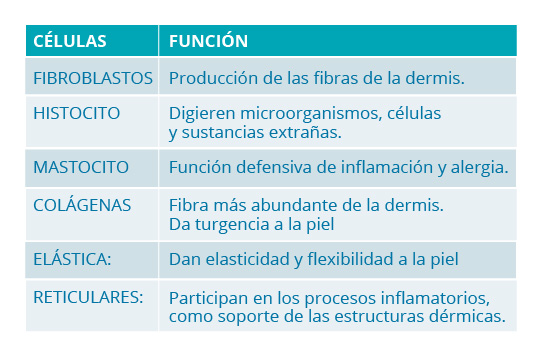 CÉLULAS FUNCIÓN
FIBROBLASTOS Producción de las fibras de la dermis.
HISTOCITO Digieren microorganismos, células
y sustancias extrañas.
MASTOCITO Función defensiva de inflamación y alergia.
COLÁGENAS Fibra más abundante de la dermis.
Da turgencia a la piel
ELÁSTICA: Dan elasticidad y flexibilidad a la piel
RETICULARES: Participan en los procesos inflamatorios,
como soporte de las estructuras dérmicas.